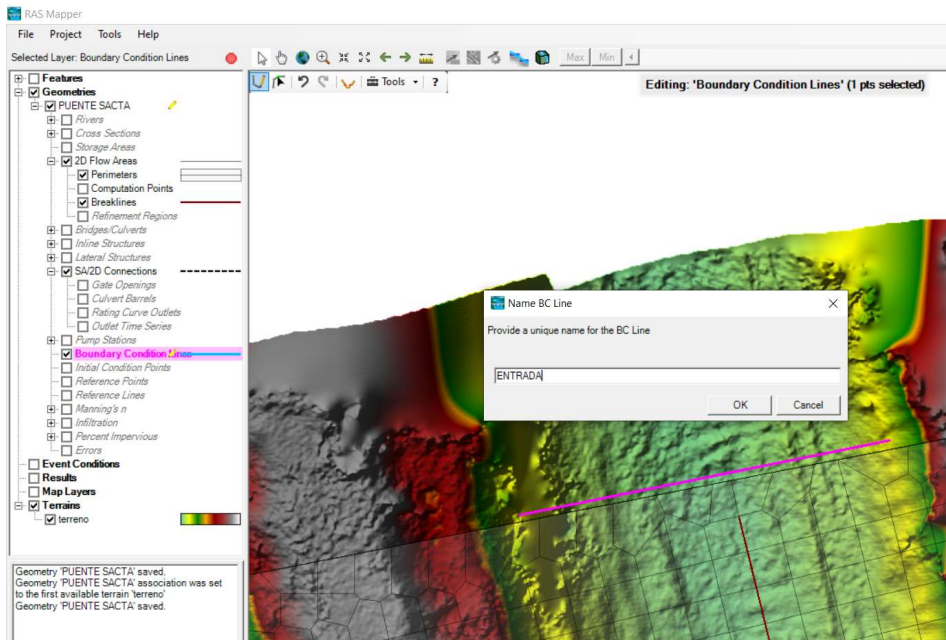 RAS Mapper
File Project Tools Help
Selected Layer: Boundary Condition Lines
Max Min
Tools ?
Editing: 'Boundary Condition Lines' (1 pts selected)
Features
Geometries
PUENTE SACTA
Rivers
Cross Sections
Storage Areas
2D Flow Areas
Perimeters
Computation Points
Breaklines
Refinement Regions
Bridges/Culverts
Inline Structures
Lateral Structures
SA/2D Connections
Gate Openings
Culvert Barrels
Rating Curve Outlets
Outlet Time Series
Pump Stations
Boundary Condition Lines
Initial Condition Points
Reference Points
Reference Lines
Manning's n
Infiltration
Percent Impervious
Errors
Event Conditions
Results
Map Layers
Terrains
terreno
Name BC Line
Provide a unique name for the BC Line
ENTRADA
OK Cancel
Geometry 'PUENTE SACTA' saved.
Geometry 'PUENTE SACTA' association was set
to the first available terrain 'terreno'
Geometry 'PUENTE SACTA' saved.